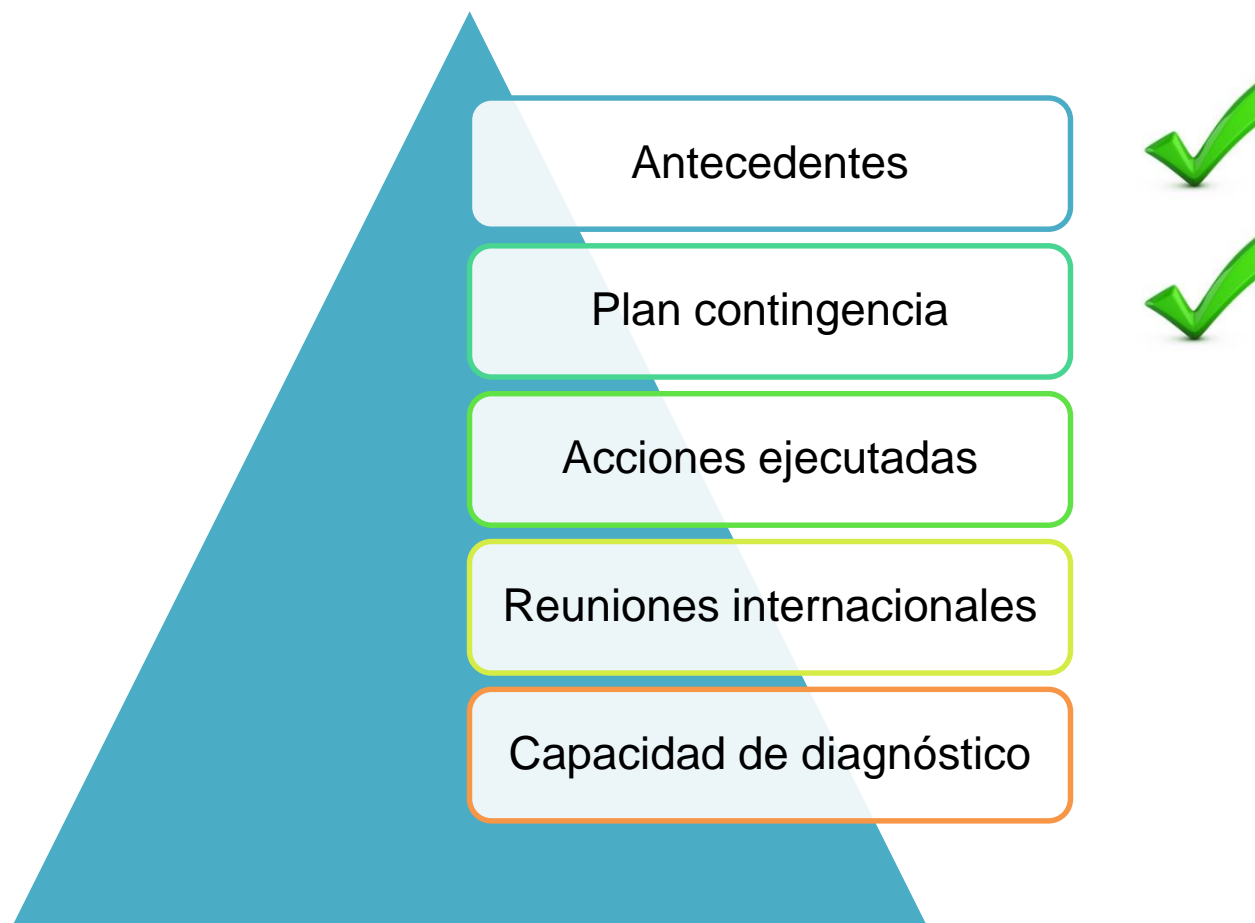 Antecedentes
Plan contingencia
Acciones ejecutadas
Reuniones internacionales
Capacidad de diagnóstico